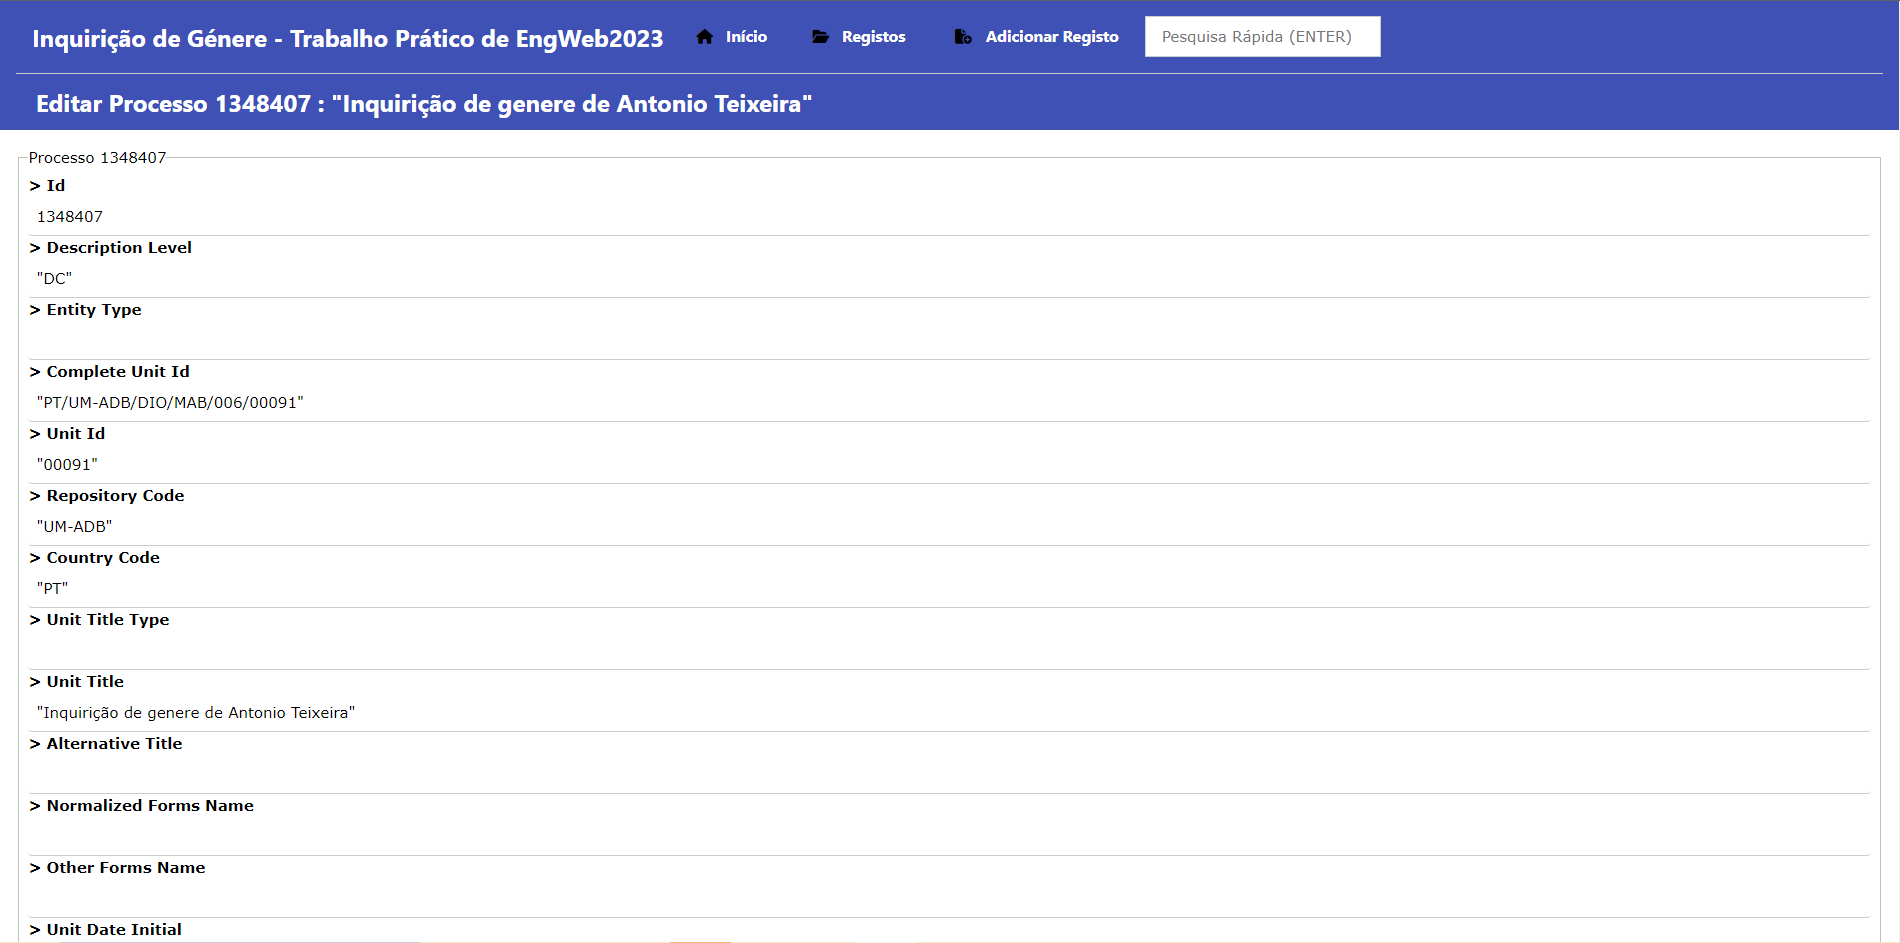 Inquirição de Génere - Trabalho Prático de EngWeb2023 Início Registos Adicionar Registo Pesquisa Rápida (ENTER)
Editar Processo 1348407 : "Inquirição de genere de Antonio Teixeira"
Processo 1348407
> Id
1348407
> Description Level
"DC"
> Entity Type
> Complete Unit Id
"PT/UM-ADB/DIO/MAB/006/00091"
> Unit Id
"00091"
> Repository Code
"UM-ADB"
> Country Code
"PT"
> Unit Title Type
> Unit Title
"Inquirição de genere de Antonio Teixeira"
> Alternative Title
> Normalized Forms Name
> Other Forms Name
> Unit Date Initial